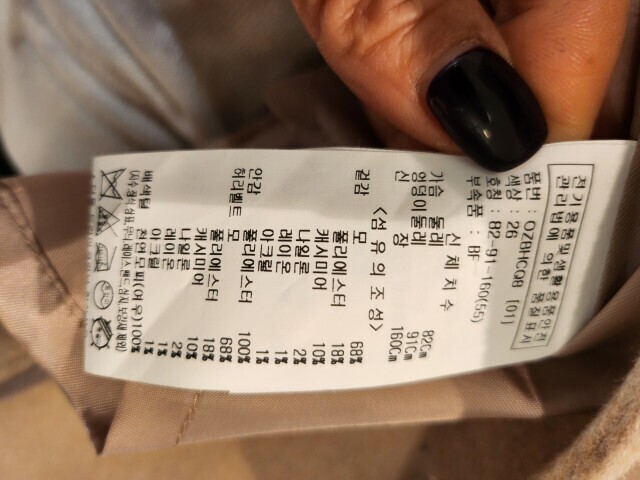 전기용품및생활용품안전
관리법에 의한 품질표시
품번 : OZBHCQ8 [01]
색상 : 26
호칭 : 82-91-160(55)
부속품 : BF-
신 체 치 수
가슴 둘레 82Cm
엉덩이둘레 91Cm
신 장 160Cm
<섬유의 조성>
겉감 모 68%
폴리에스터 18%
캐시미어 10%
나일론 2%
레이온 1%
아크릴 1%
안감 폴리에스터 100%
허리벨트 모 68%
폴리에스터 18%
캐시미어 10%
나일론 2%
레이온 1%
아크릴 1%
배색털 천연모피(여우)100%